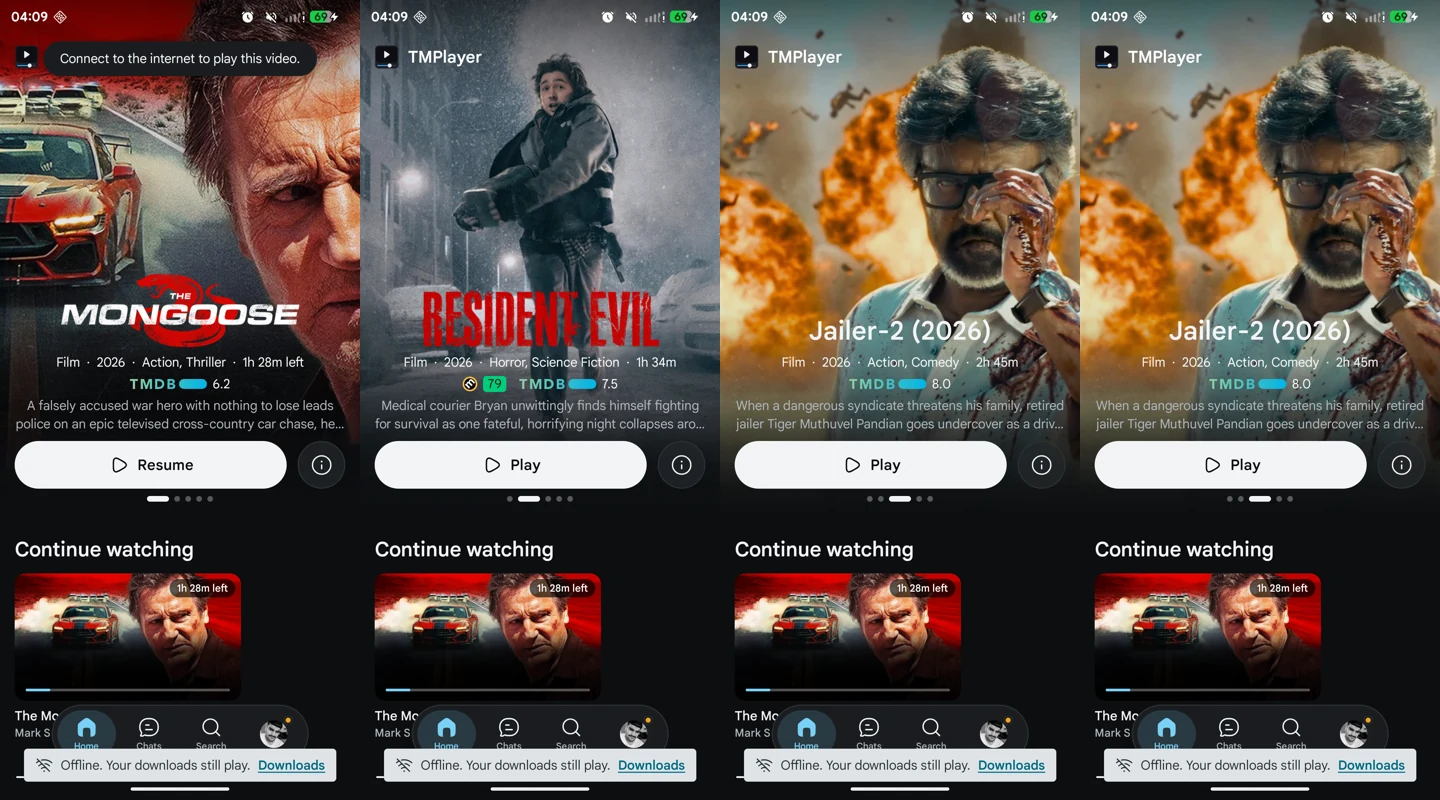 04:09
69
Connect to the internet to play this video.
THE
MONGOOSE
Film · 2026 · Action, Thriller · 1h 28m left
TMDB 6.2
A falsely accused war hero with nothing to lose leads
police on an epic televised cross-country car chase, he...
Resume
Continue watching
1h 28m left
The Mo
Mark S
Home
Chats
Search
Offline. Your downloads still play. Downloads
04:09
69
TMPlayer
RESIDENT EVIL
Film · 2026 · Horror, Science Fiction · 1h 34m
79 TMDB 7.5
Medical courier Bryan unwittingly finds himself fighting
for survival as one fateful, horrifying night collapses aro...
Play
Continue watching
1h 28m left
The Mo
Mark S
Home
Chats
Search
Offline. Your downloads still play. Downloads
04:09
69
TMPlayer
Jailer-2 (2026)
Film · 2026 · Action, Comedy · 2h 45m
TMDB 8.0
When a dangerous syndicate threatens his family, retired
jailer Tiger Muthuvel Pandian goes undercover as a driv...
Play
Continue watching
1h 28m left
The Mo
Mark S
Home
Chats
Search
Offline. Your downloads still play. Downloads
04:09
69
TMPlayer
Jailer-2 (2026)
Film · 2026 · Action, Comedy · 2h 45m
TMDB 8.0
When a dangerous syndicate threatens his family, retired
jailer Tiger Muthuvel Pandian goes undercover as a driv...
Play
Continue watching
1h 28m left
The Mo
Mark S
Home
Chats
Search
Offline. Your downloads still play. Downloads